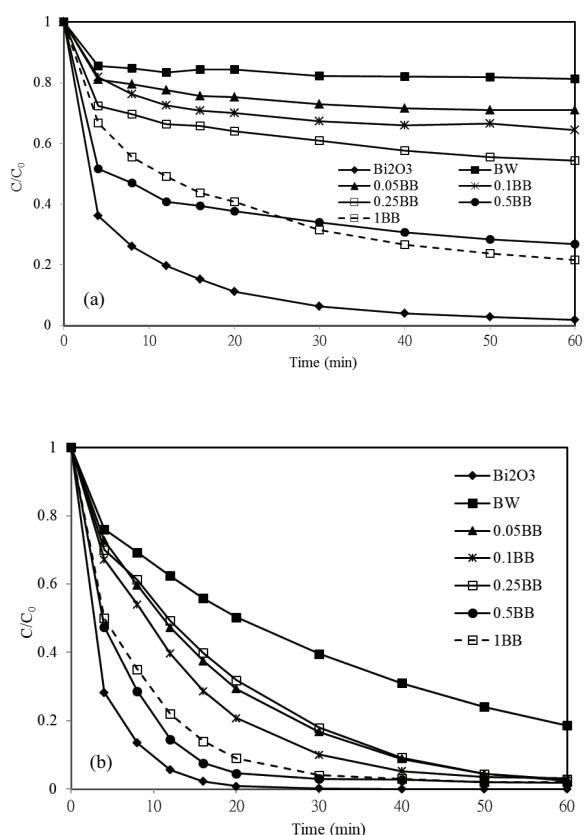 1
0.8
0.6
0.4
0.2
0
C/C₀
Bi2O3 BW
0.05BB 0.1BB
0.25BB 0.5BB
1BB
(a)
0 10 20 30 40 50 60
Time (min)
1
0.8
0.6
0.4
0.2
0
C/C₀
Bi2O3
BW
0.05BB
0.1BB
0.25BB
0.5BB
1BB
(b)
0 10 20 30 40 50 60
Time (min)